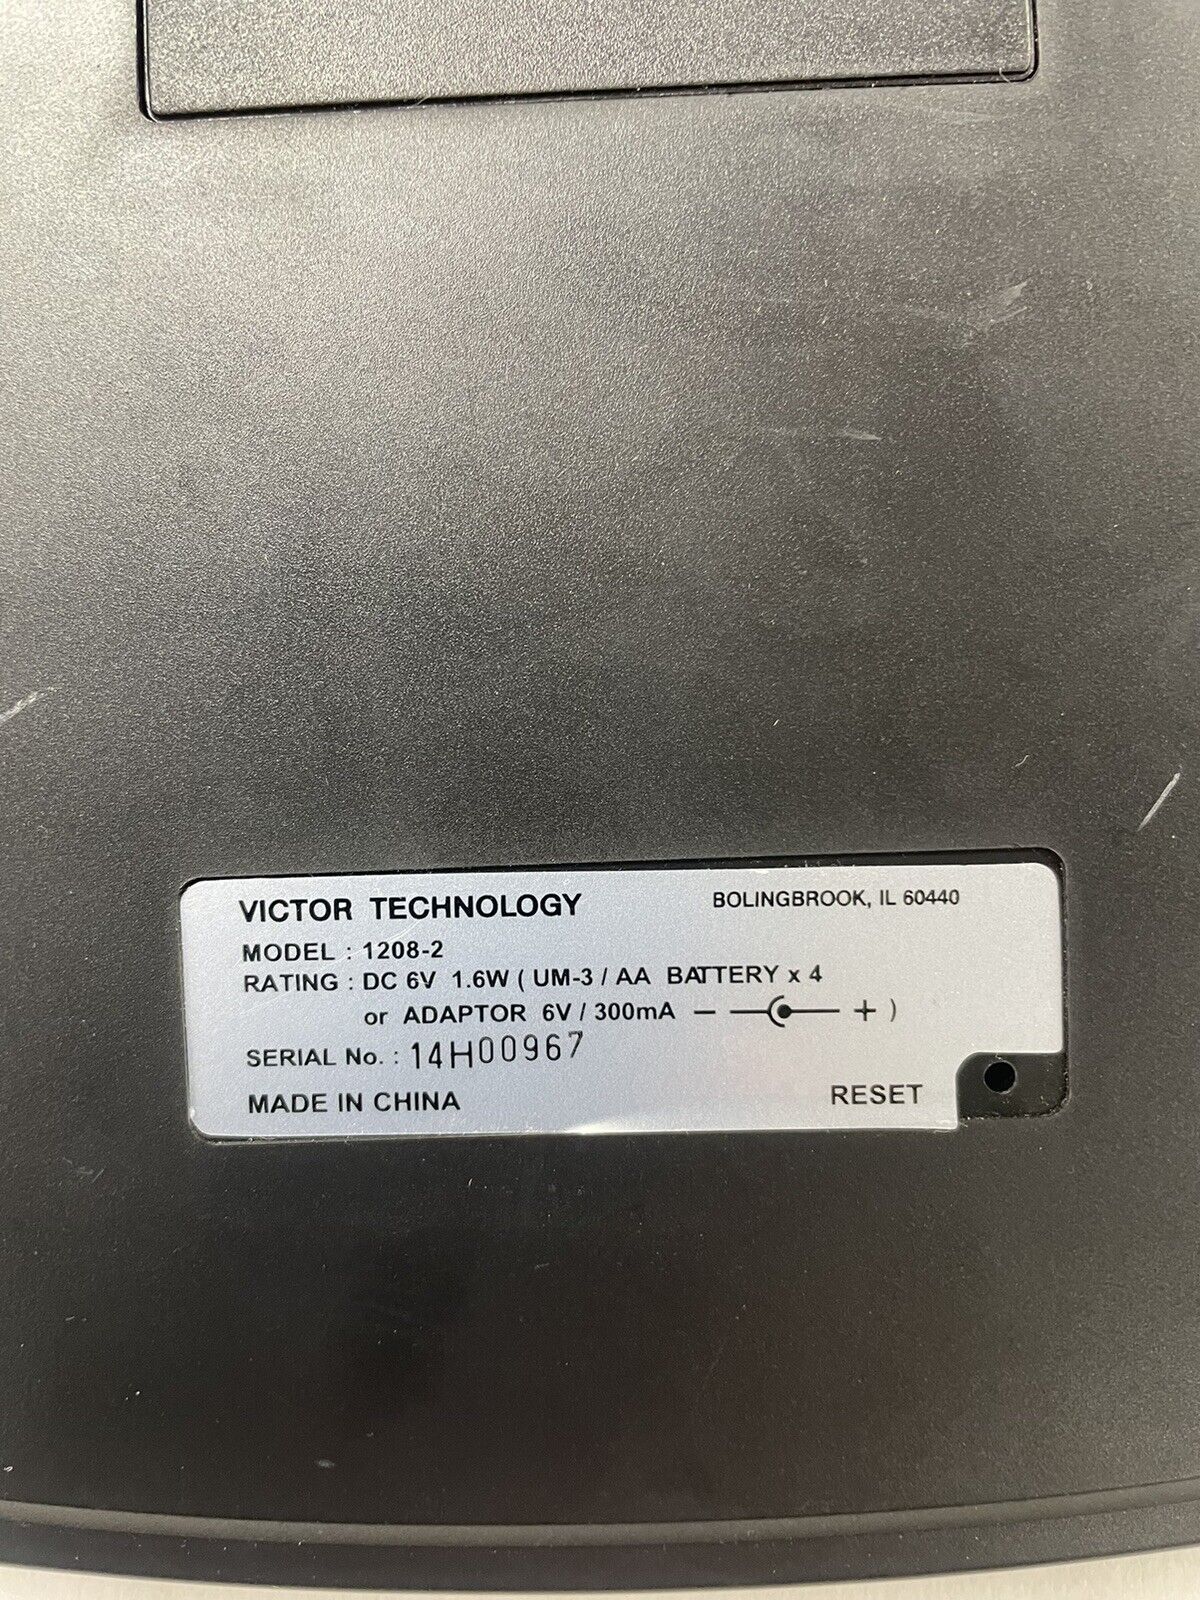 VICTOR TECHNOLOGY BOLINGBROOK, IL 60440
MODEL : 1208-2
RATING : DC 6V 1.6W ( UM-3 / AA BATTERY x 4
or ADAPTOR 6V / 300mA − + )
SERIAL No. : 14H00967
MADE IN CHINA RESET